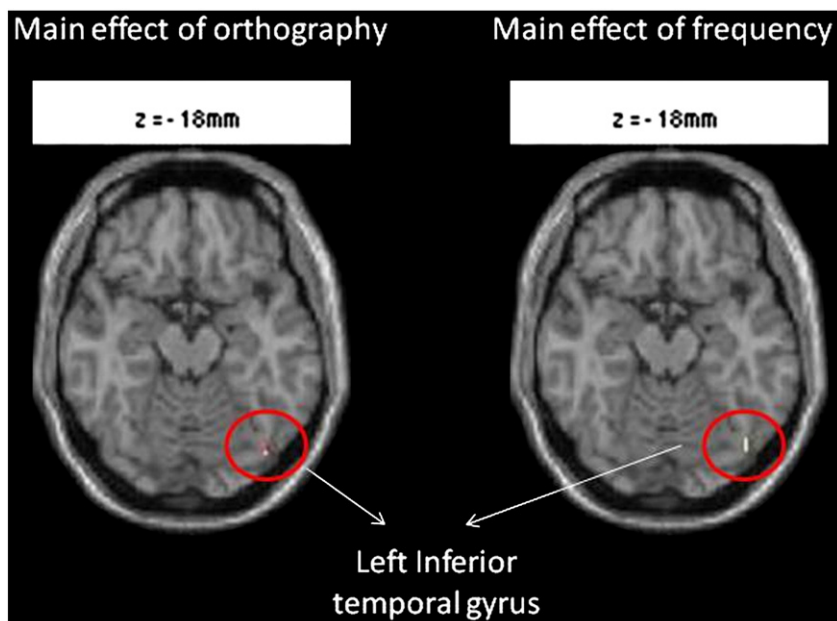 Main effect of orthography
Main effect of frequency
z = - 18mm
z = - 18mm
Left Inferior
temporal gyrus